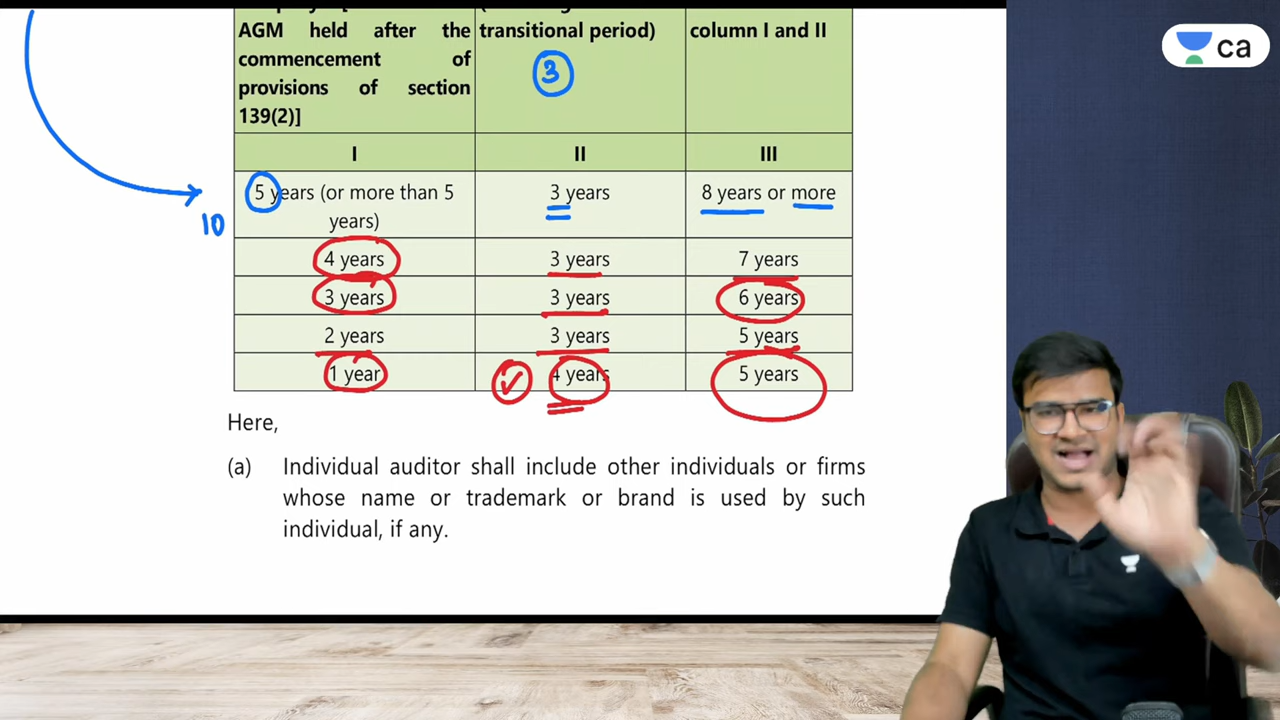 AGM held after the
commencement of
provisions of section
139(2)]
transitional period)
3
column I and II
ca
I
II
III
5 years (or more than 5
years)
3 years
8 years or more
10
4 years
3 years
7 years
3 years
3 years
6 years
2 years
3 years
5 years
1 year
4 years
5 years
Here,
(a) Individual auditor shall include other individuals or firms
whose name or trademark or brand is used by such
individual, if any.